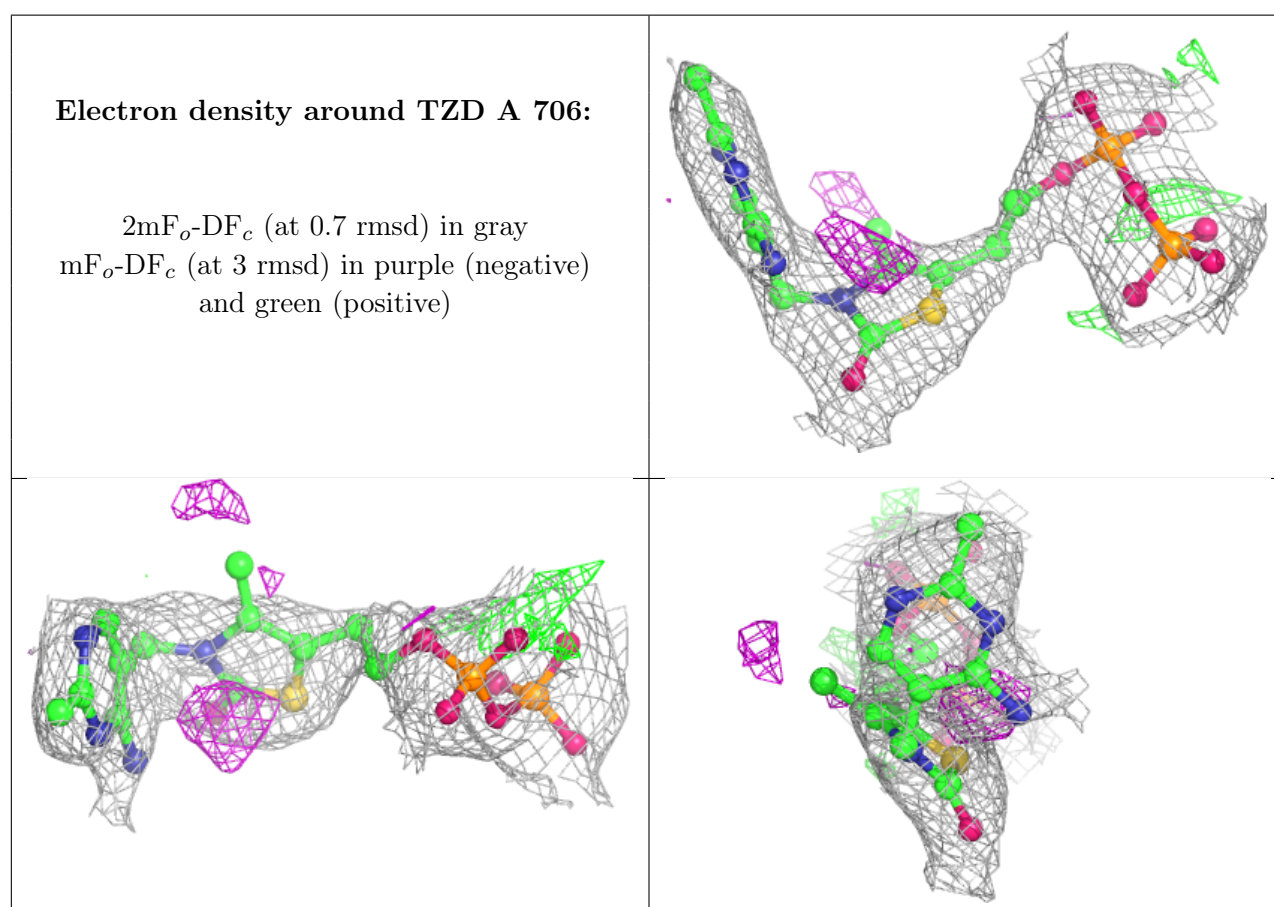 Electron density around TZD A 706:
2mFo-DFc (at 0.7 rmsd) in gray
mFo-DFc (at 3 rmsd) in purple (negative)
and green (positive)